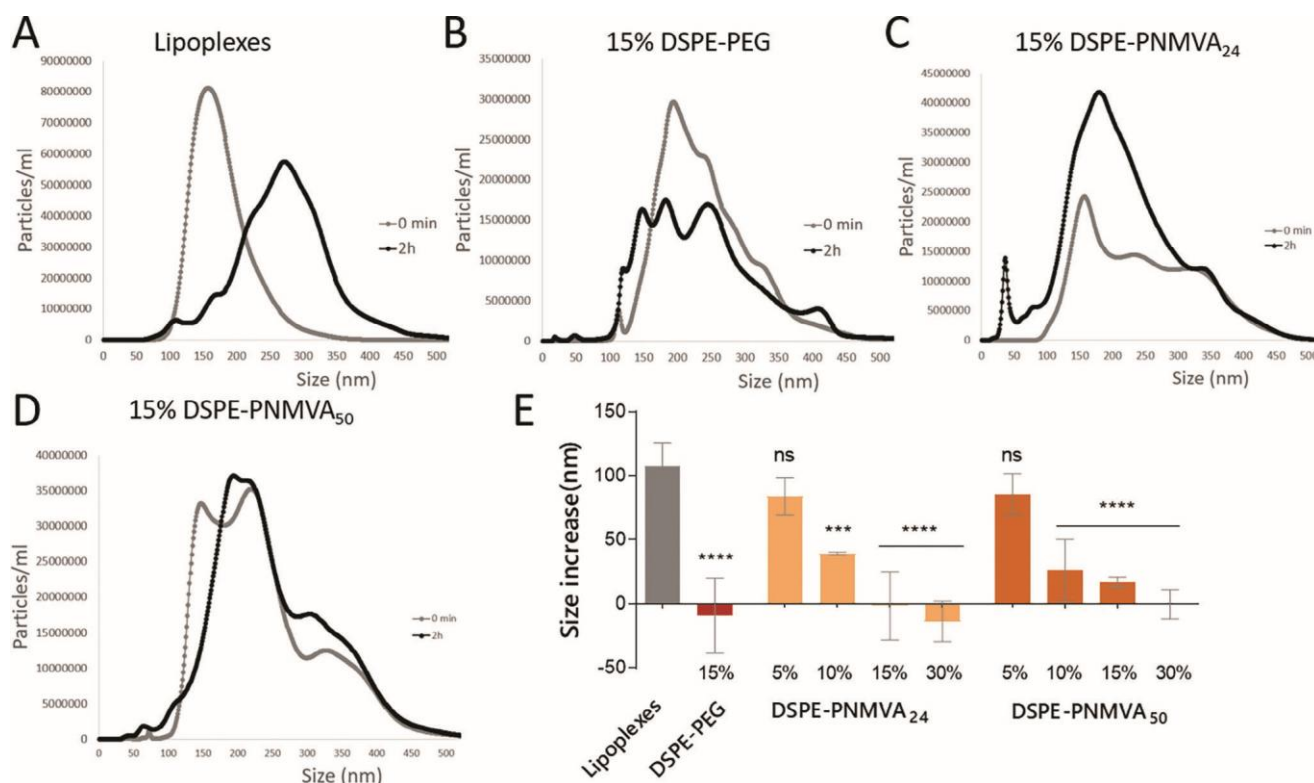 A
Lipoplexes
90000000
80000000
70000000
60000000
50000000
40000000
30000000
20000000
10000000
0
Particles/ml
0 min
2h
0 50 100 150 200 250 300 350 400 450 500
Size (nm)
B
15% DSPE-PEG
35000000
30000000
25000000
20000000
15000000
10000000
5000000
0
Particles/ml
0 min
2h
0 50 100 150 200 250 300 350 400 450 500
Size (nm)
C
15% DSPE-PNMVA24
45000000
40000000
35000000
30000000
25000000
20000000
15000000
10000000
5000000
0
Particles/ml
0 min
2h
0 50 100 150 200 250 300 350 400 450 500
Size (nm)
D
15% DSPE-PNMVA50
40000000
35000000
30000000
25000000
20000000
15000000
10000000
5000000
0
Particles/ml
0 min
2h
0 50 100 150 200 250 300 350 400 450 500
Size (nm)
E
150
100
50
0
-50
Size increase(nm)
ns
ns
****
***
****
****
15% 5% 10% 15% 30% 5% 10% 15% 30%
Lipoplexes
DSPE-PEG
DSPE-PNMVA24
DSPE-PNMVA50